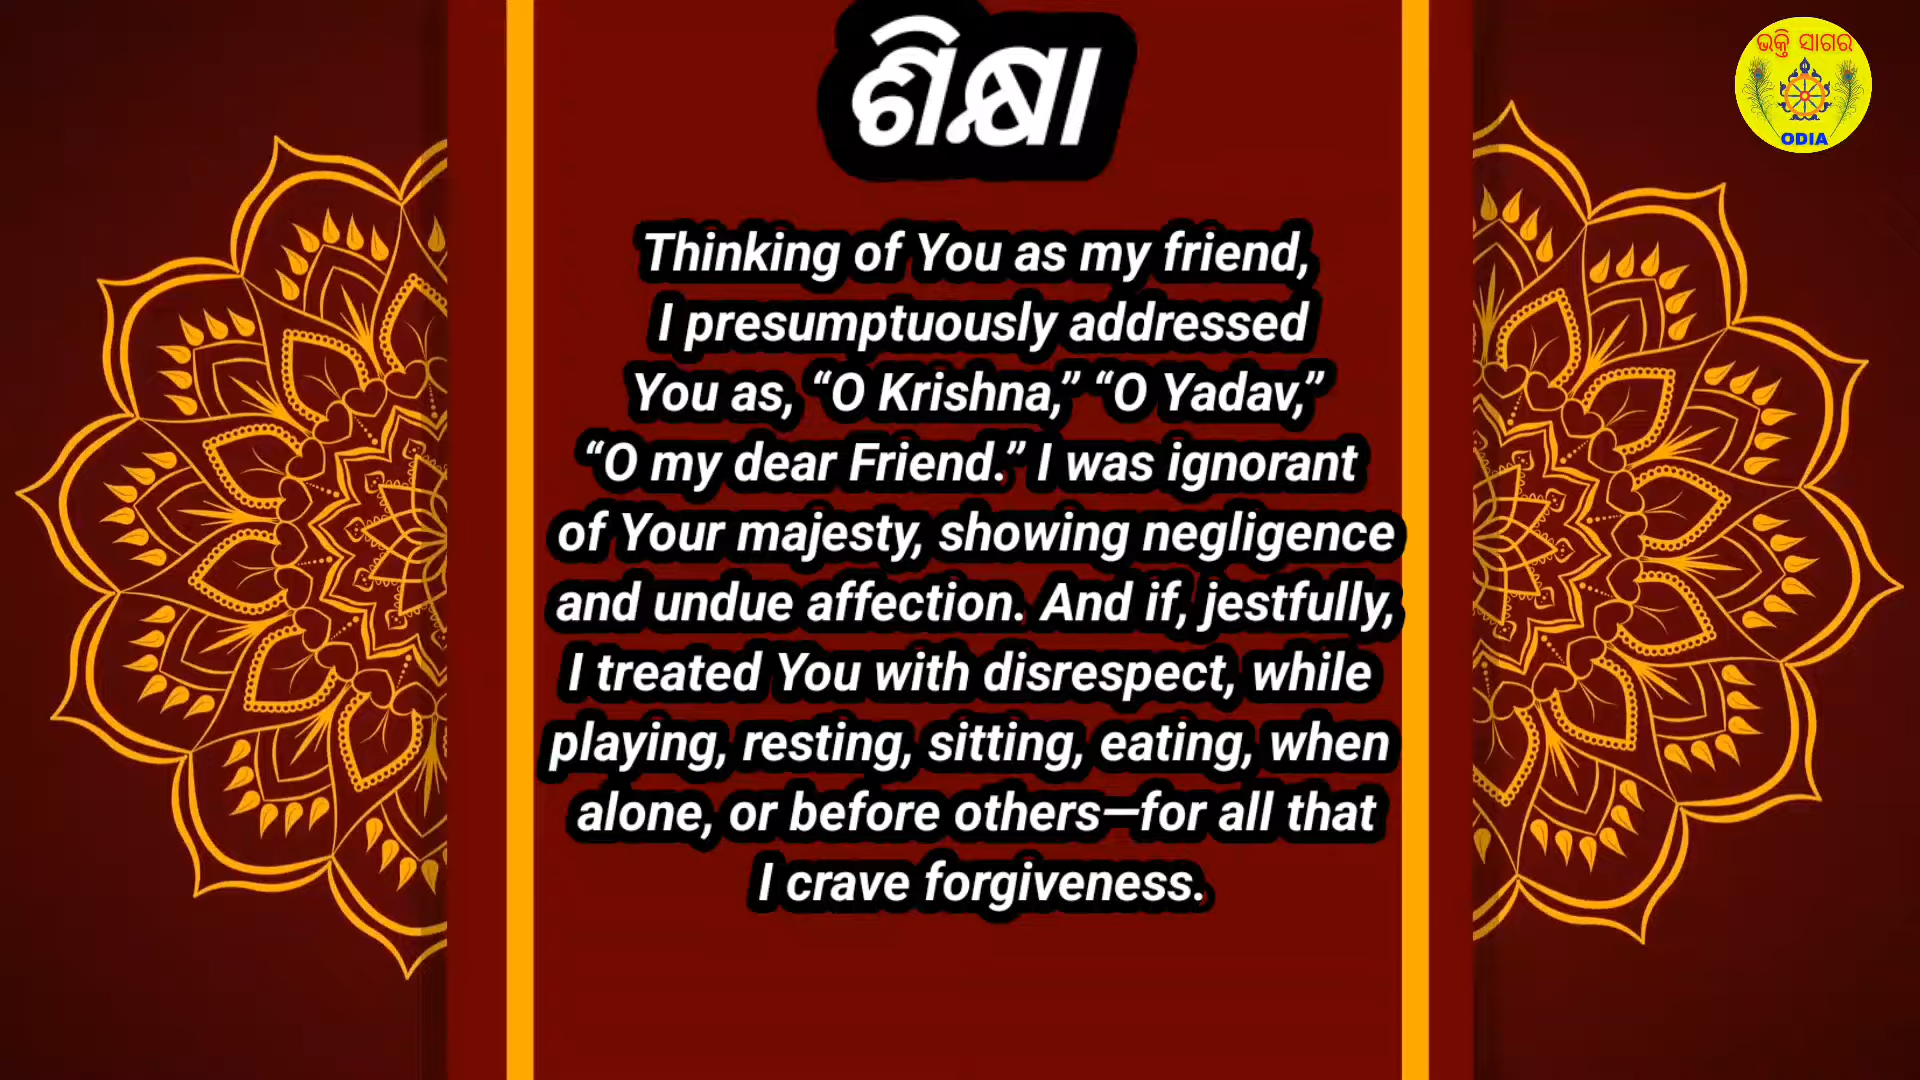 ଶିକ୍ଷା
ଭକ୍ତି ସାଗର
ODIA
Thinking of You as my friend,
I presumptuously addressed
You as, “O Krishna,” “O Yadav,”
“O my dear Friend.” I was ignorant
of Your majesty, showing negligence
and undue affection. And if, jestfully,
I treated You with disrespect, while
playing, resting, sitting, eating, when
alone, or before others—for all that
I crave forgiveness.